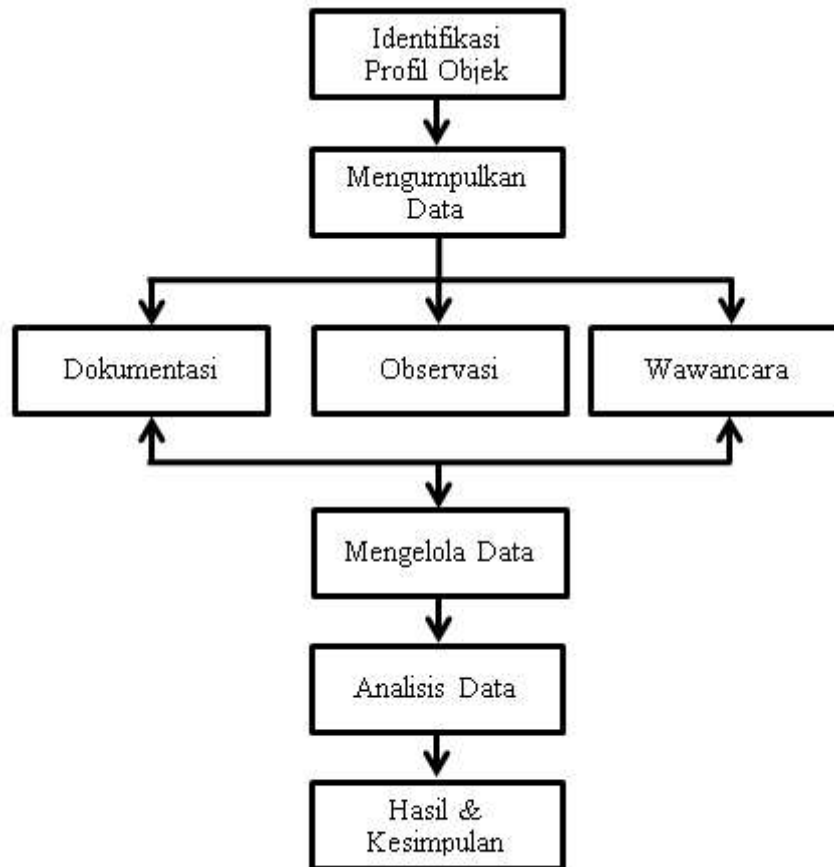 Identifikasi
Profil Objek
Mengumpulkan
Data
Dokumentasi
Observasi
Wawancara
Mengelola Data
Analisis Data
Hasil &
Kesimpulan